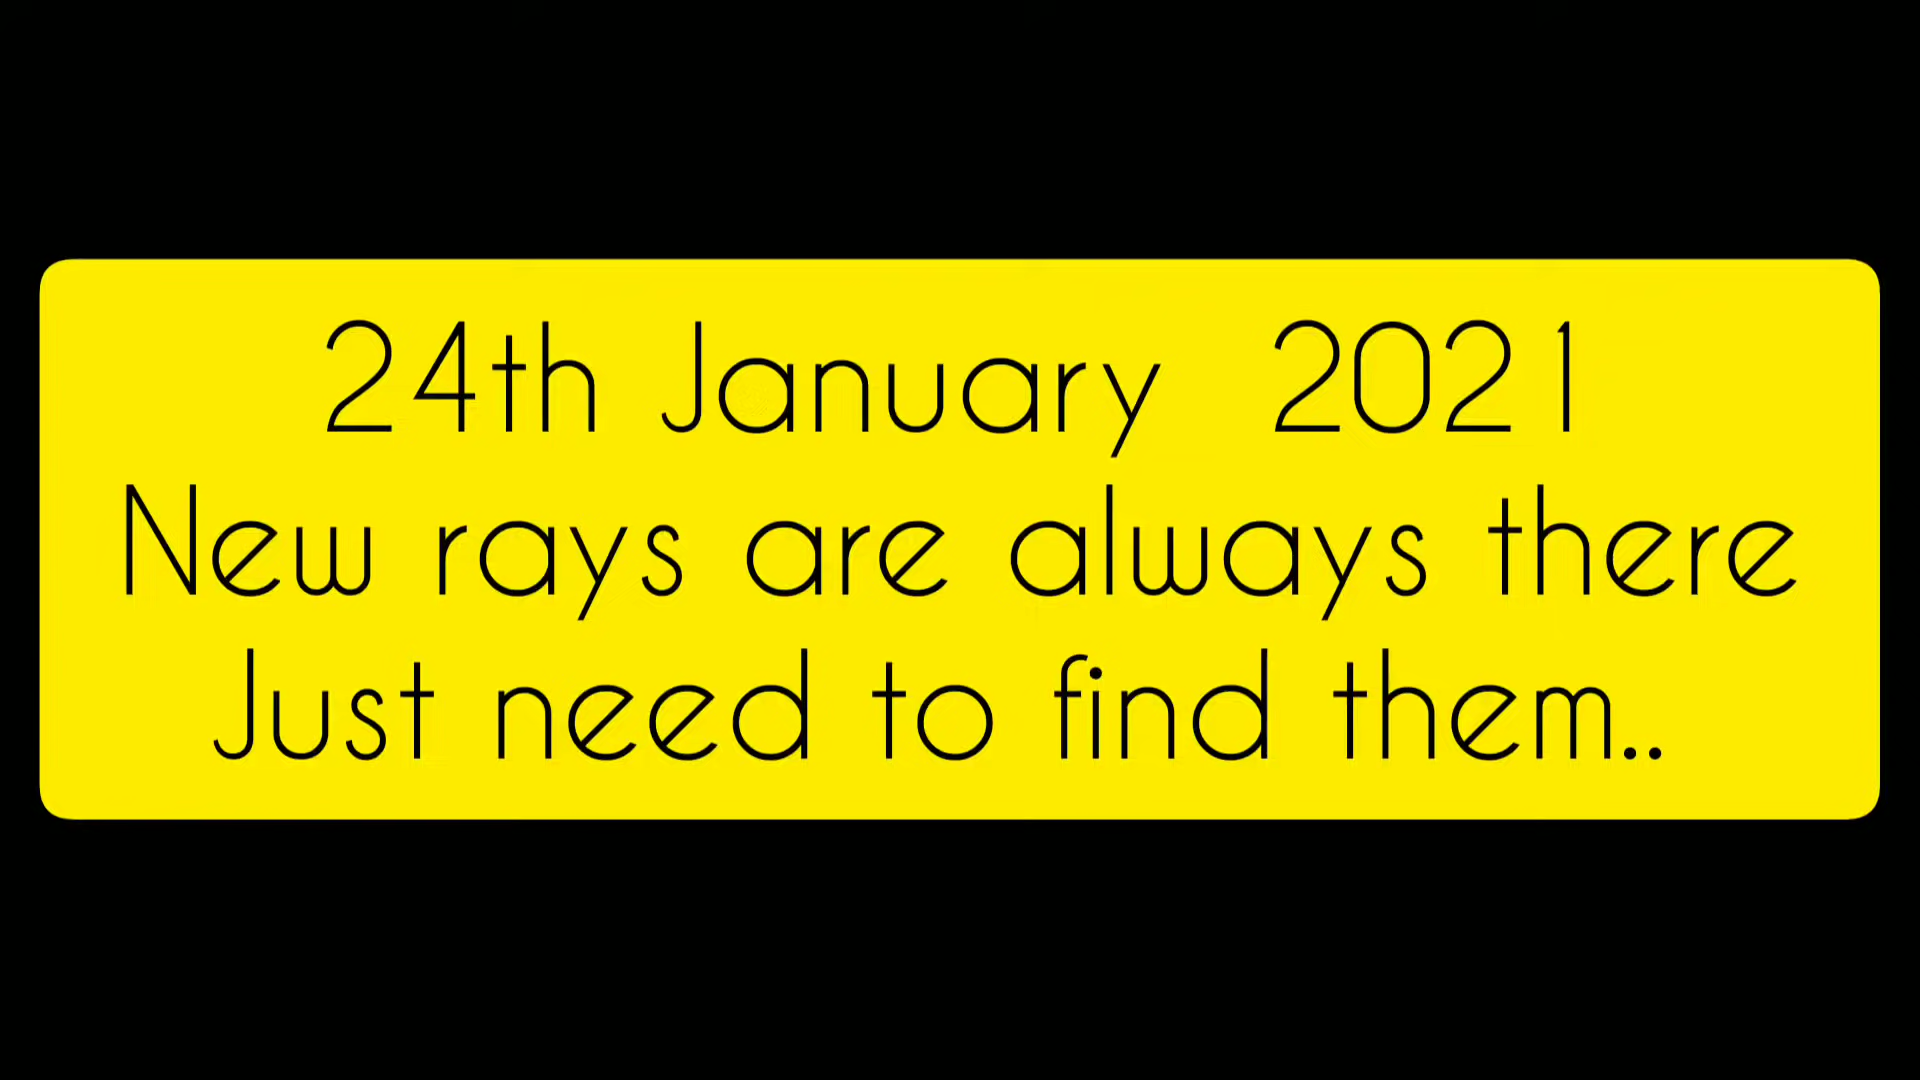 24th January  2021
New rays are always there
Just need to find them..